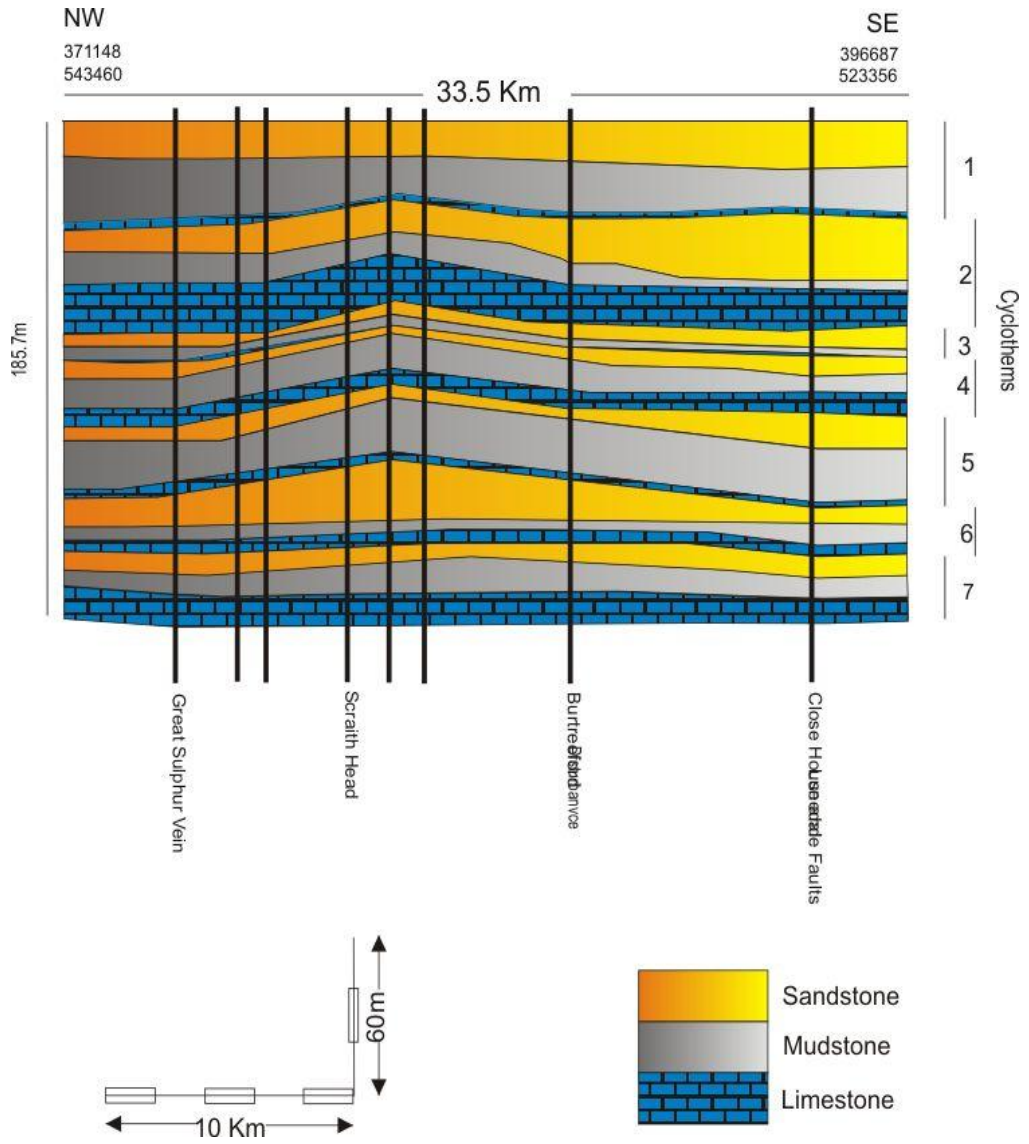 NW
371148
543460
SE
396687
523356
33.5 Km
185.7m
1
2
3
4
5
6
7
Cyclothems
Great Sulphur Vein
Scraith Head
Close House
Faults
60m
10 Km
Sandstone
Mudstone
Limestone